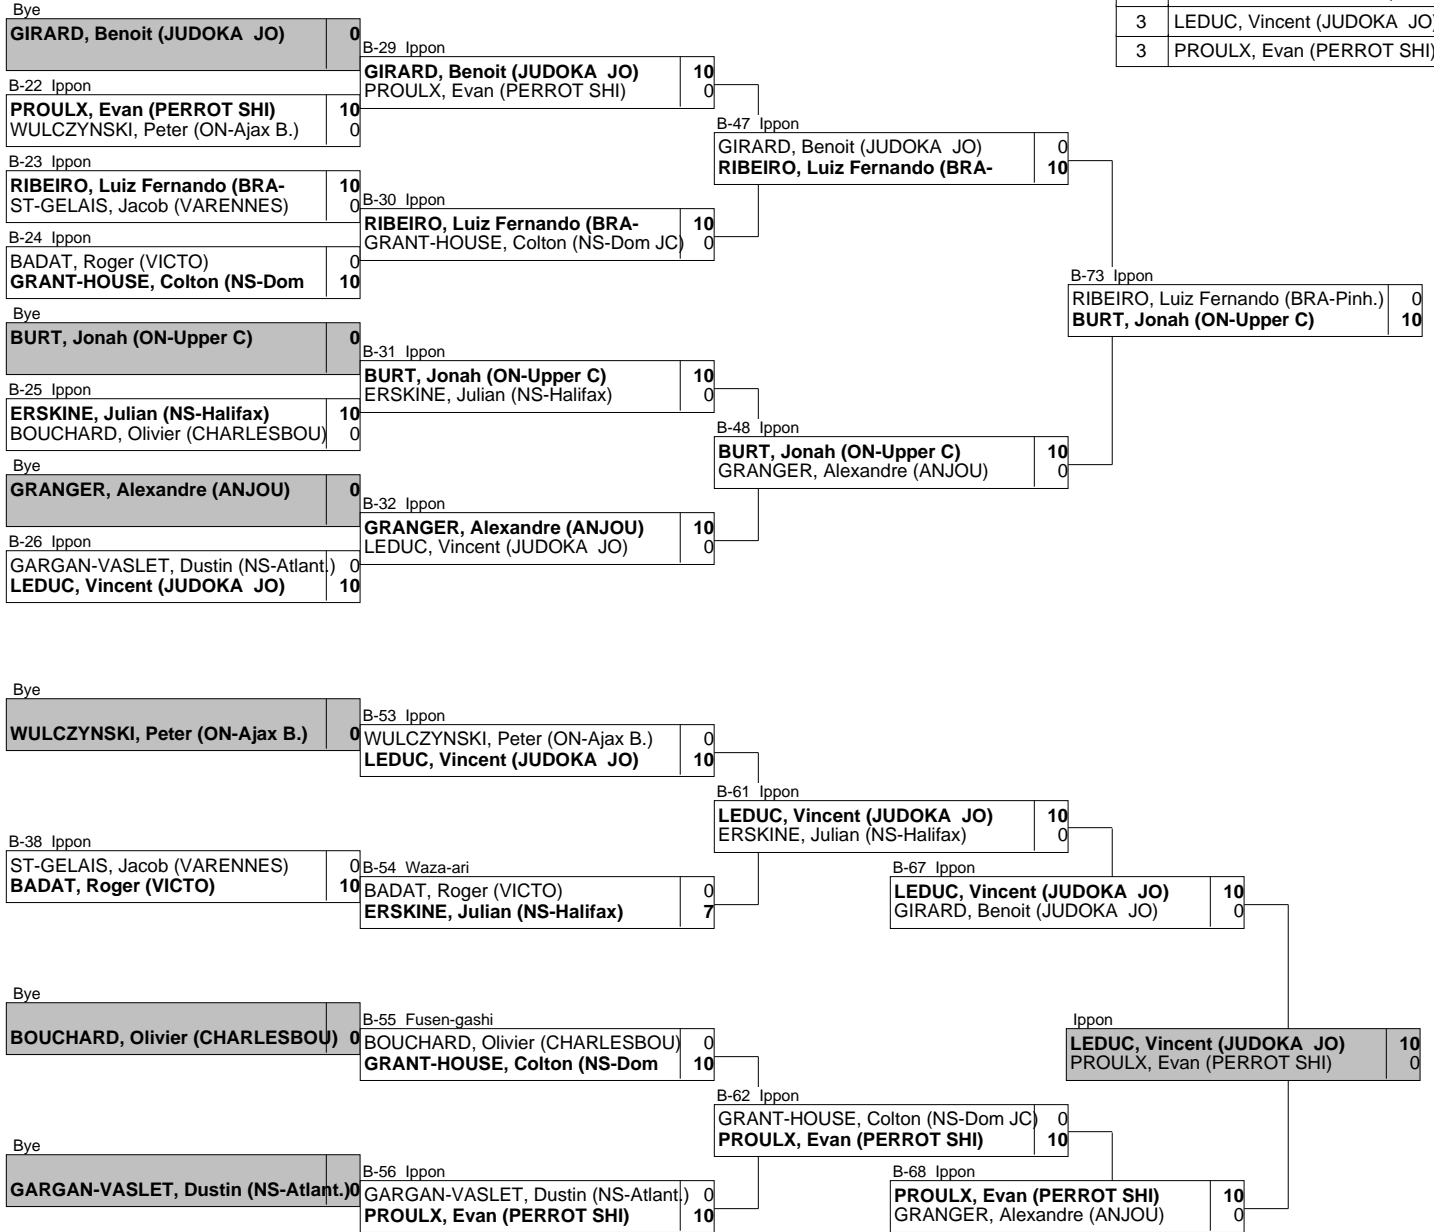 Bye
GIRARD, Benoit (JUDOKA JO) 0
B-22 Ippon
PROULX, Evan (PERROT SHI) 10
WULCZYNSKI, Peter (ON-Ajax B.) 0
B-23 Ippon
RIBEIRO, Luiz Fernando (BRA- 10
ST-GELAIS, Jacob (VARENNES) 0
B-24 Ippon
BADAT, Roger (VICTO) 0
GRANT-HOUSE, Colton (NS-Dom 10
Bye
BURT, Jonah (ON-Upper C) 0
B-25 Ippon
ERSKINE, Julian (NS-Halifax) 10
BOUCHARD, Olivier (CHARLESBOU) 0
Bye
GRANGER, Alexandre (ANJOU) 0
B-26 Ippon
GARGAN-VASLET, Dustin (NS-Atlant.) 0
LEDUC, Vincent (JUDOKA JO) 10
B-29 Ippon
GIRARD, Benoit (JUDOKA JO) 10
PROULX, Evan (PERROT SHI) 0
B-30 Ippon
RIBEIRO, Luiz Fernando (BRA- 10
GRANT-HOUSE, Colton (NS-Dom JC) 0
B-31 Ippon
BURT, Jonah (ON-Upper C) 10
ERSKINE, Julian (NS-Halifax) 0
B-32 Ippon
GRANGER, Alexandre (ANJOU) 10
LEDUC, Vincent (JUDOKA JO) 0
B-47 Ippon
GIRARD, Benoit (JUDOKA JO) 0
RIBEIRO, Luiz Fernando (BRA- 10
B-48 Ippon
BURT, Jonah (ON-Upper C) 10
GRANGER, Alexandre (ANJOU) 0
B-73 Ippon
RIBEIRO, Luiz Fernando (BRA-Pinh.) 0
BURT, Jonah (ON-Upper C) 10
3 LEDUC, Vincent (JUDOKA JO)
3 PROULX, Evan (PERROT SHI)
Bye
WULCZYNSKI, Peter (ON-Ajax B.) 0
B-38 Ippon
ST-GELAIS, Jacob (VARENNES) 0
BADAT, Roger (VICTO) 10
Bye
BOUCHARD, Olivier (CHARLESBOU) 0
Bye
GARGAN-VASLET, Dustin (NS-Atlant.) 0
B-53 Ippon
WULCZYNSKI, Peter (ON-Ajax B.) 0
LEDUC, Vincent (JUDOKA JO) 10
B-54 Waza-ari
BADAT, Roger (VICTO) 0
ERSKINE, Julian (NS-Halifax) 7
B-55 Fusen-gashi
BOUCHARD, Olivier (CHARLESBOU) 0
GRANT-HOUSE, Colton (NS-Dom 10
B-56 Ippon
GARGAN-VASLET, Dustin (NS-Atlant.) 0
PROULX, Evan (PERROT SHI) 10
B-61 Ippon
LEDUC, Vincent (JUDOKA JO) 10
ERSKINE, Julian (NS-Halifax) 0
B-62 Ippon
GRANT-HOUSE, Colton (NS-Dom JC) 0
PROULX, Evan (PERROT SHI) 10
B-67 Ippon
LEDUC, Vincent (JUDOKA JO) 10
GIRARD, Benoit (JUDOKA JO) 0
B-68 Ippon
PROULX, Evan (PERROT SHI) 10
GRANGER, Alexandre (ANJOU) 0
Ippon
LEDUC, Vincent (JUDOKA JO) 10
PROULX, Evan (PERROT SHI) 0